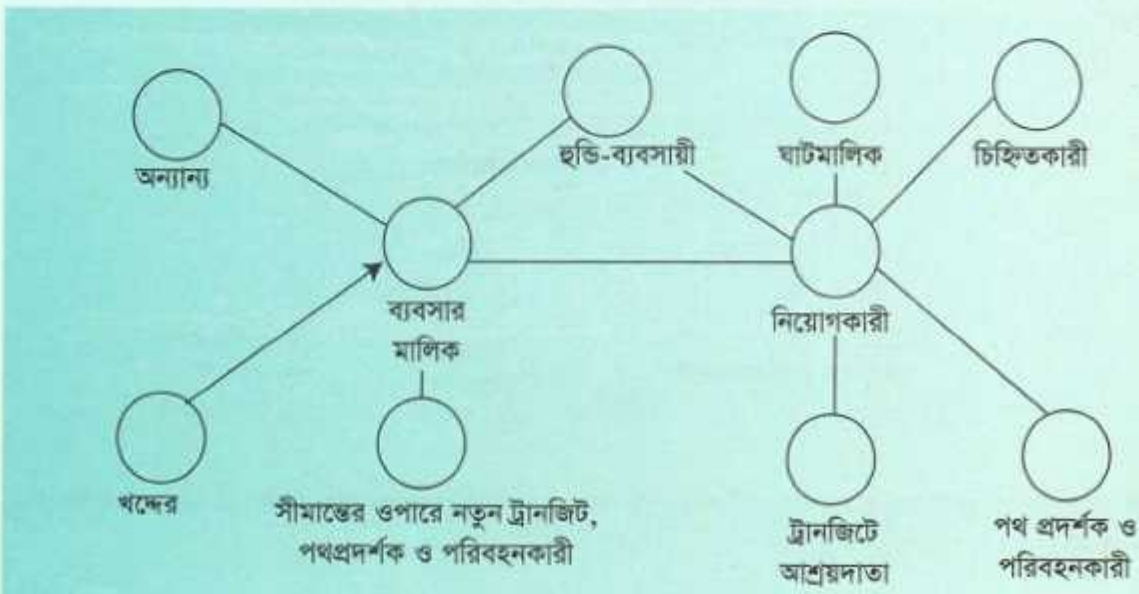 অন্যান্য
হুন্ডি-ব্যবসায়ী
ঘাটমালিক
চিহ্নিতকারী
ব্যবসার
মালিক
নিয়োগকারী
খদ্দের
সীমান্তের ওপারে নতুন ট্রানজিট,
পথপ্রদর্শক ও পরিবহনকারী
ট্রানজিটে
আশ্রয়দাতা
পথ প্রদর্শক ও
পরিবহনকারী